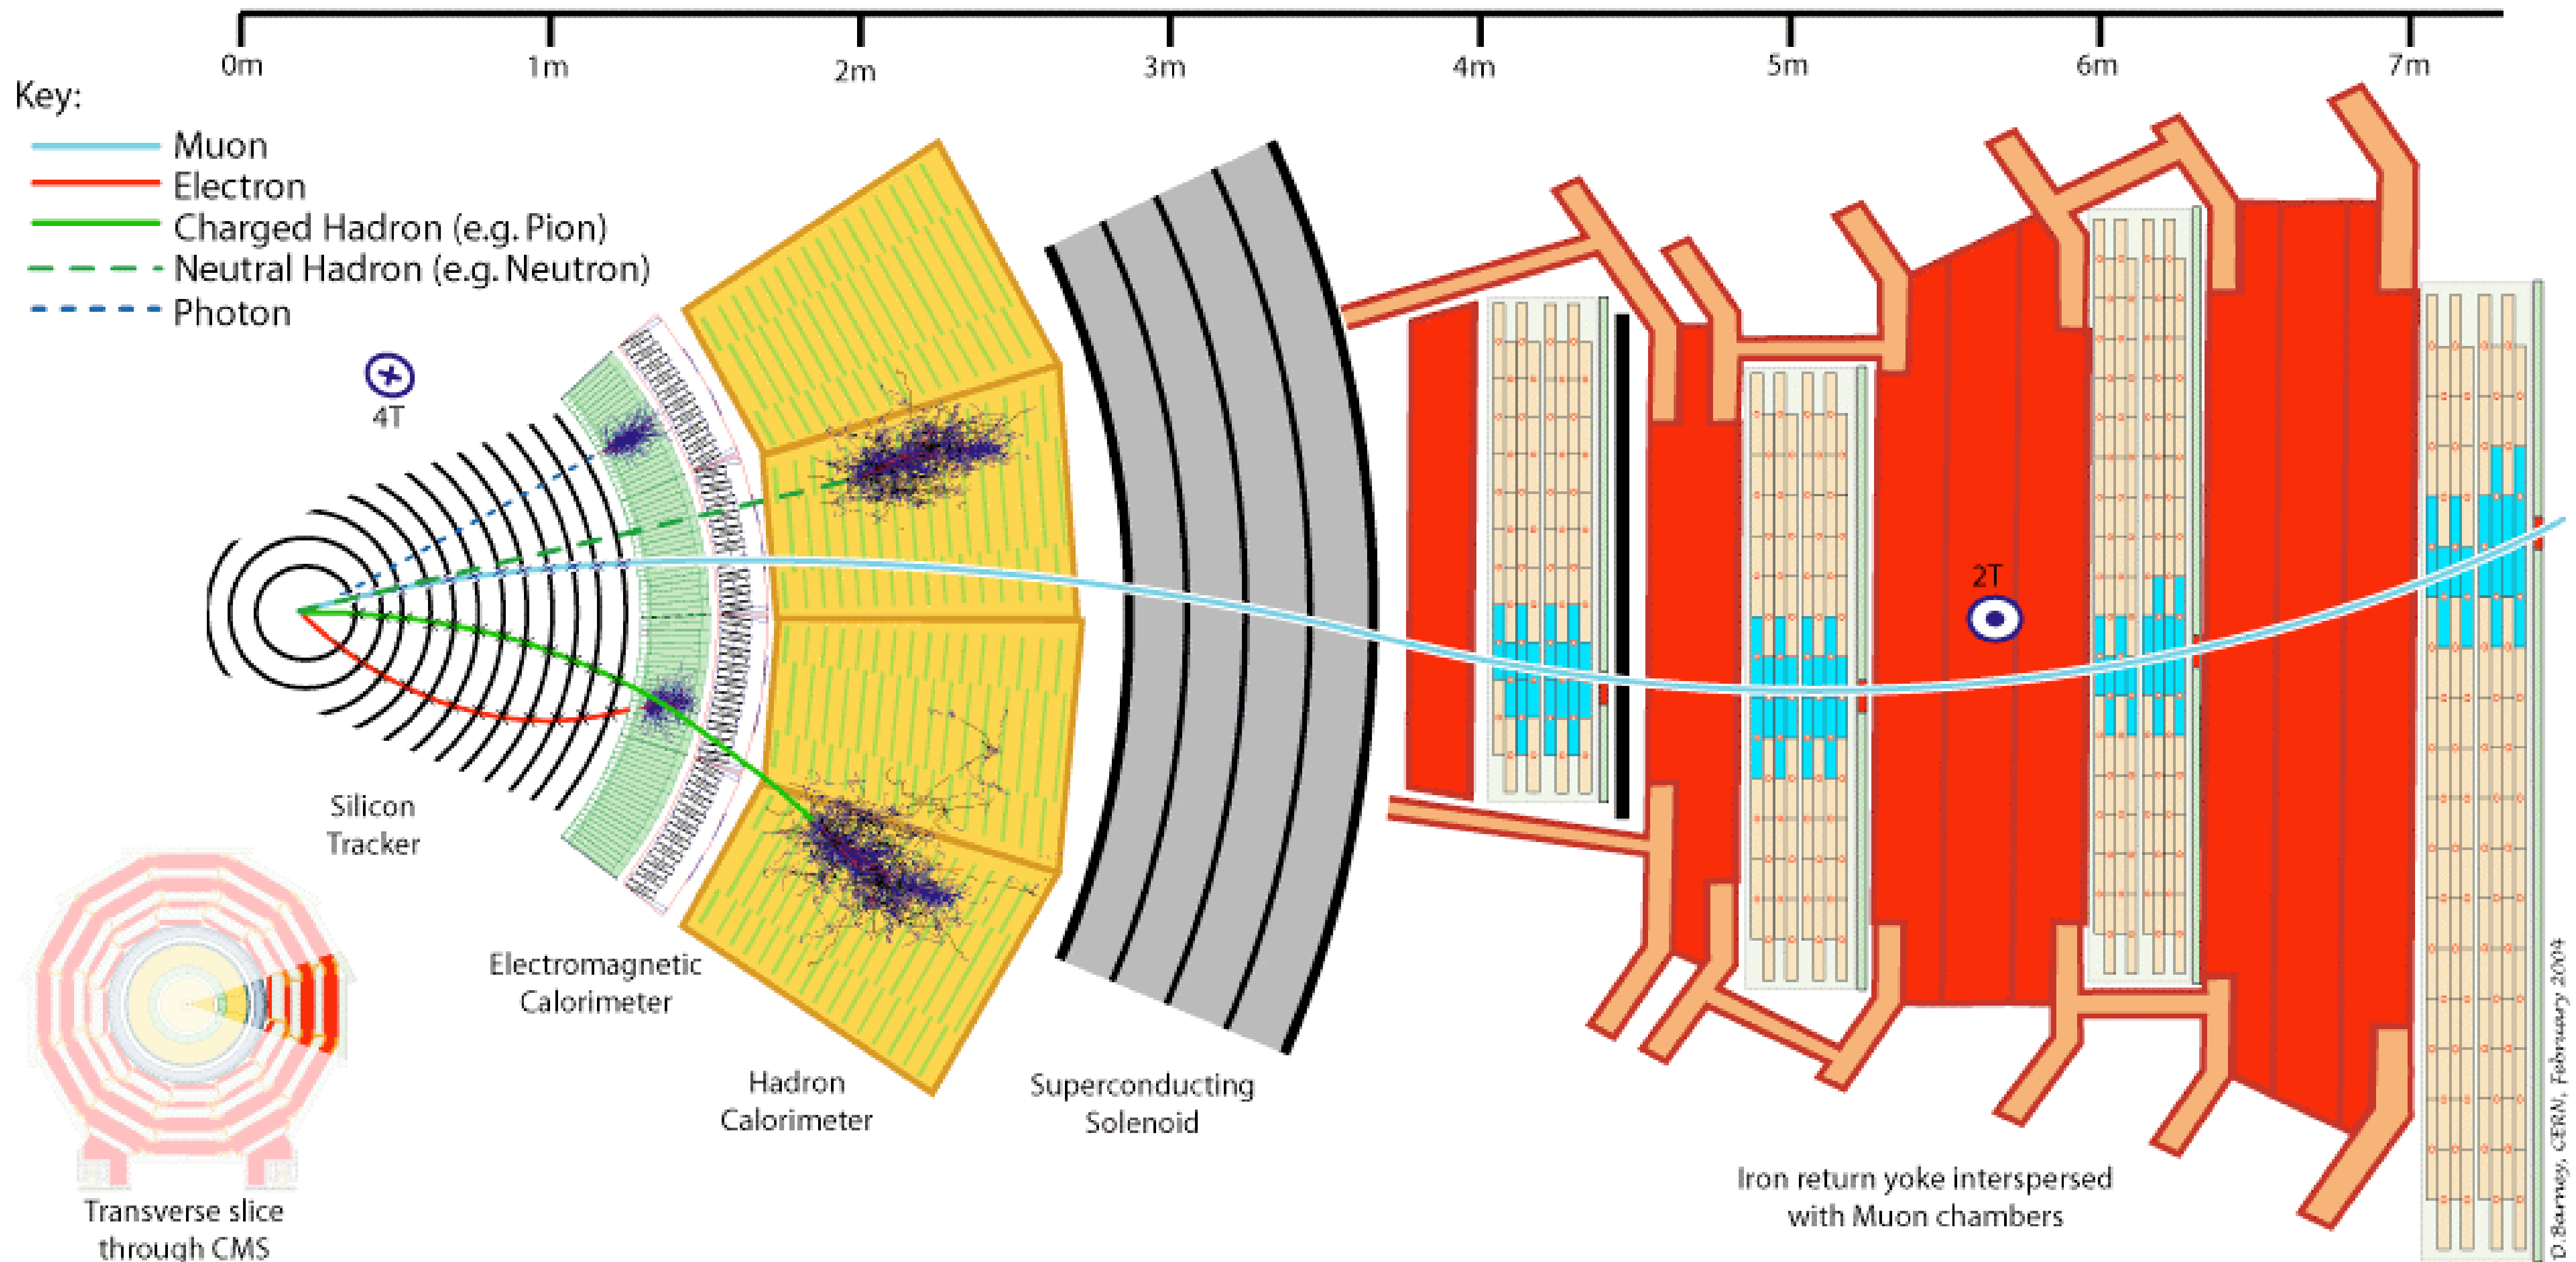 0m 1m 2m 3m 4m 5m 6m 7m
Key:
Muon
Electron
Charged Hadron (e.g. Pion)
Neutral Hadron (e.g. Neutron)
Photon
4T
2T
Silicon
Tracker
Electromagnetic
Calorimeter
Hadron
Calorimeter
Superconducting
Solenoid
Iron return yoke interspersed
with Muon chambers
Transverse slice
through CMS
D.Barney, CERN, February 2004